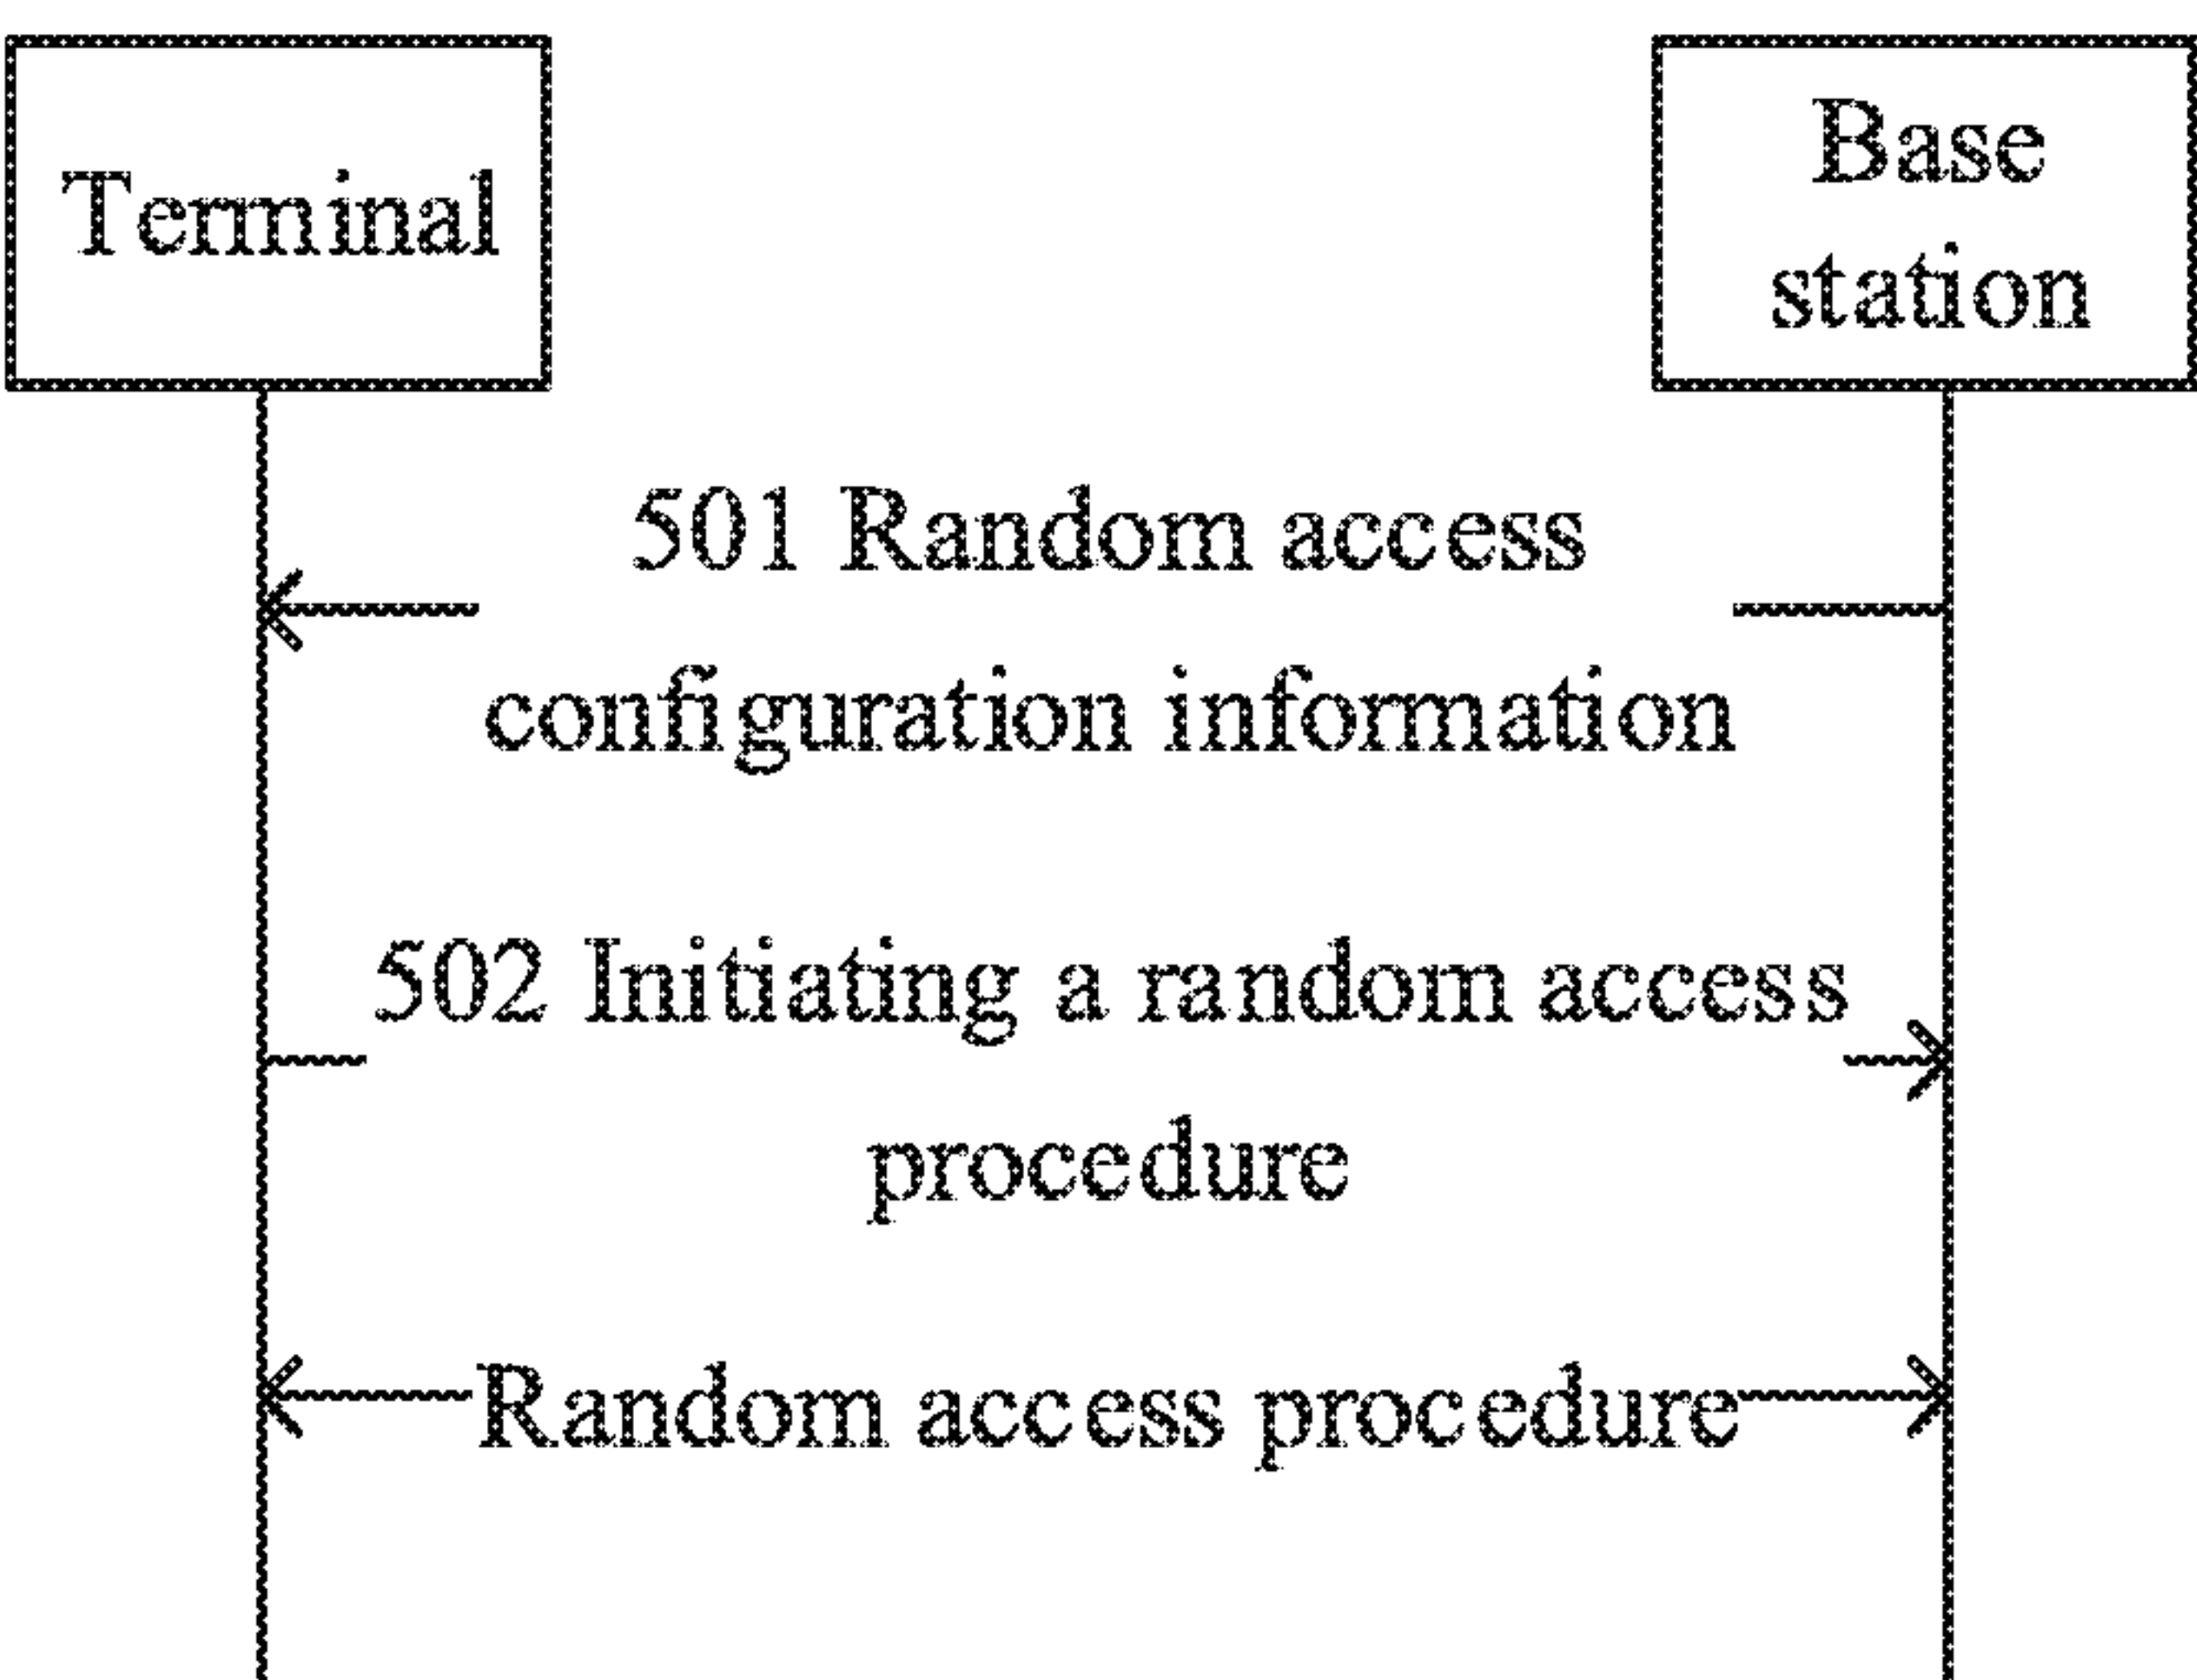 Terminal
Base
station
501 Random access
configuration information
502 Initiating a random access
procedure
Random access procedure